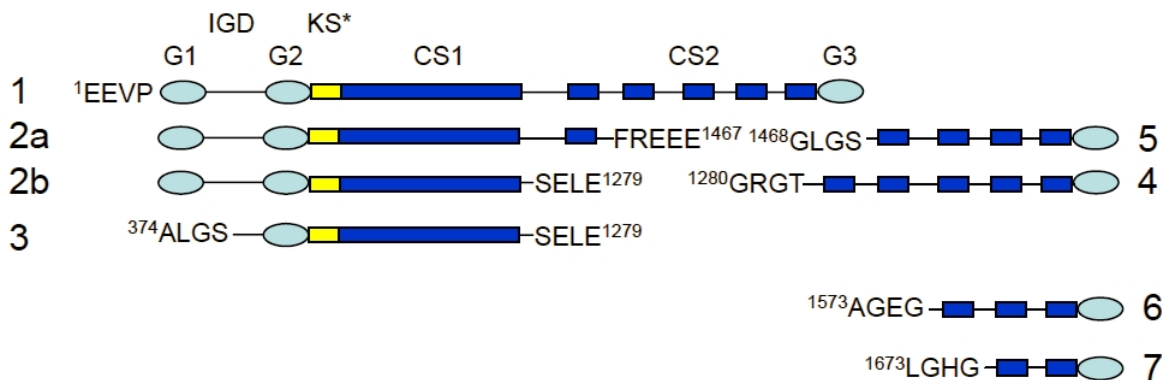 IGD KS*
G1 G2 CS1 CS2 G3
1 ¹EEVP
2a FREEE¹⁴⁶⁷ ¹⁴⁶⁸GLGS 5
2b SELE¹²⁷⁹ ¹²⁸⁰GRGT 4
3 ³⁷⁴ALGS SELE¹²⁷⁹
¹⁵⁷³AGEG 6
¹⁶⁷³LGHG 7